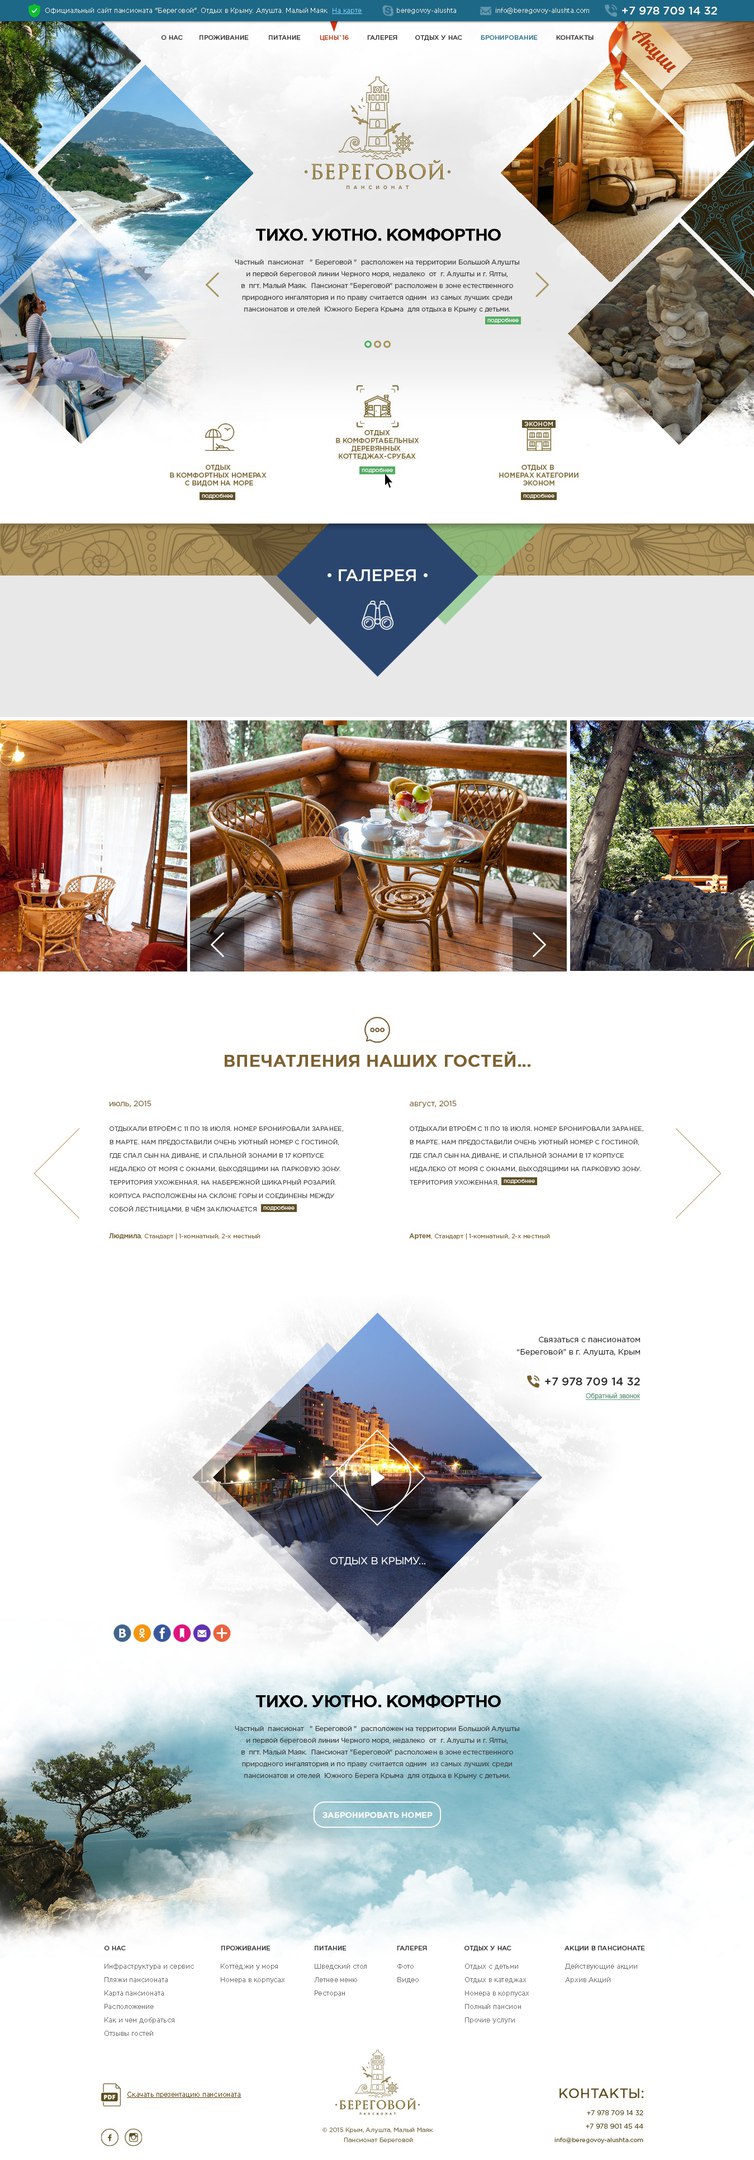 Официальный сайт пансионата "Береговой". Отдых в Крыму. Алушта. Малый Маяк. На карте
beregovoy-alushta
info@beregovoy-alushta.com
+7 978 709 14 32
О НАС ПРОЖИВАНИЕ ПИТАНИЕ ЦЕНЫ'16 ГАЛЕРЕЯ ОТДЫХ У НАС БРОНИРОВАНИЕ КОНТАКТЫ
Акции
·БЕРЕГОВОЙ·
ПАНСИОНАТ
ТИХО. УЮТНО. КОМФОРТНО
Частный пансионат " Береговой " расположен на территории Большой Алушты
и первой береговой линии Черного моря, недалеко от г. Алушты и г. Ялты,
в пгт. Малый Маяк. Пансионат "Береговой" расположен в зоне естественного
природного ингалятория и по праву считается одним из самых лучших среди
пансионатов и отелей Южного Берега Крыма для отдыха в Крыму с детьми.
подробнее
ОТДЫХ
В КОМФОРТНЫХ НОМЕРАХ
С ВИДОМ НА МОРЕ
подробнее
ОТДЫХ
В КОМФОРТАБЕЛЬНЫХ
ДЕРЕВЯННЫХ
КОТТЕДЖАХ-СРУБАХ
подробнее
ЭКОНОМ
ОТДЫХ В
НОМЕРАХ КАТЕГОРИИ
ЭКОНОМ
подробнее
• ГАЛЕРЕЯ •
ВПЕЧАТЛЕНИЯ НАШИХ ГОСТЕЙ...
июль, 2015
ОТДЫХАЛИ ВТРОЁМ С 11 ПО 18 ИЮЛЯ. НОМЕР БРОНИРОВАЛИ ЗАРАНЕЕ,
В МАРТЕ. НАМ ПРЕДОСТАВИЛИ ОЧЕНЬ УЮТНЫЙ НОМЕР С ГОСТИНОЙ,
ГДЕ СПАЛ СЫН НА ДИВАНЕ, И СПАЛЬНОЙ ЗОНАМИ В 17 КОРПУСЕ
НЕДАЛЕКО ОТ МОРЯ С ОКНАМИ, ВЫХОДЯЩИМИ НА ПАРКОВУЮ ЗОНУ.
ТЕРРИТОРИЯ УХОЖЕННАЯ, НА НАБЕРЕЖНОЙ ШИКАРНЫЙ РОЗАРИЙ.
КОРПУСА РАСПОЛОЖЕНЫ НА СКЛОНЕ ГОРЫ И СОЕДИНЕНЫ МЕЖДУ
СОБОЙ ЛЕСТНИЦАМИ, В ЧЁМ ЗАКЛЮЧАЕТСЯ подробнее
Людмила, Стандарт | 1-комнатный, 2-х местный
август, 2015
ОТДЫХАЛИ ВТРОЁМ С 11 ПО 18 ИЮЛЯ. НОМЕР БРОНИРОВАЛИ ЗАРАНЕЕ,
В МАРТЕ. НАМ ПРЕДОСТАВИЛИ ОЧЕНЬ УЮТНЫЙ НОМЕР С ГОСТИНОЙ,
ГДЕ СПАЛ СЫН НА ДИВАНЕ, И СПАЛЬНОЙ ЗОНАМИ В 17 КОРПУСЕ
НЕДАЛЕКО ОТ МОРЯ С ОКНАМИ, ВЫХОДЯЩИМИ НА ПАРКОВУЮ ЗОНУ.
ТЕРРИТОРИЯ УХОЖЕННАЯ, подробнее
Артем, Стандарт | 1-комнатный, 2-х местный
Связаться с пансионатом
"Береговой" в г. Алушта, Крым
+7 978 709 14 32
Обратный звонок
ОТДЫХ В КРЫМУ...
ТИХО. УЮТНО. КОМФОРТНО
Частный пансионат " Береговой " расположен на территории Большой Алушты
и первой береговой линии Черного моря, недалеко от г. Алушты и г. Ялты,
в пгт. Малый Маяк. Пансионат "Береговой" расположен в зоне естественного
природного ингалятория и по праву считается одним из самых лучших среди
пансионатов и отелей Южного Берега Крыма для отдыха в Крыму с детьми.
ЗАБРОНИРОВАТЬ НОМЕР
О НАС
Инфраструктура и сервис
Пляжи пансионата
Карта пансионата
Расположение
Как и чем добраться
Отзывы гостей
ПРОЖИВАНИЕ
Коттеджи у моря
Номера в корпусах
ПИТАНИЕ
Шведский стол
Летнее меню
Ресторан
ГАЛЕРЕЯ
Фото
Видео
ОТДЫХ У НАС
Отдых с детьми
Отдых в катеджах
Номера в корпусах
Полный пансион
Прочие услуги
АКЦИИ В ПАНСИОНАТЕ
Действующие акции
Архив Акций
PDF
Скачать презентацию пансионата
·БЕРЕГОВОЙ·
ПАНСИОНАТ
© 2015 Крым, Алушта, Малый Маяк
Пансионат Береговой
КОНТАКТЫ:
+7 978 709 14 32
+7 978 901 45 44
info@beregovoy-alushta.com